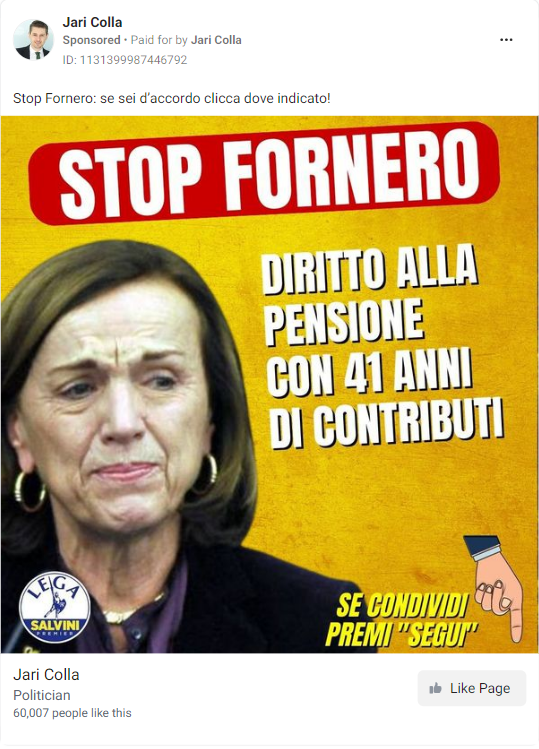 Jari Colla
Sponsored • Paid for by Jari Colla
ID: 1131399987446792
Stop Fornero: se sei d'accordo clicca dove indicato!
STOP FORNERO
DIRITTO ALLA
PENSIONE
CON 41 ANNI
DI CONTRIBUTI
LEGA
SALVINI
PREMIER
SE CONDIVIDI
PREMI "SEGUI"
Jari Colla
Politician
60,007 people like this
Like Page